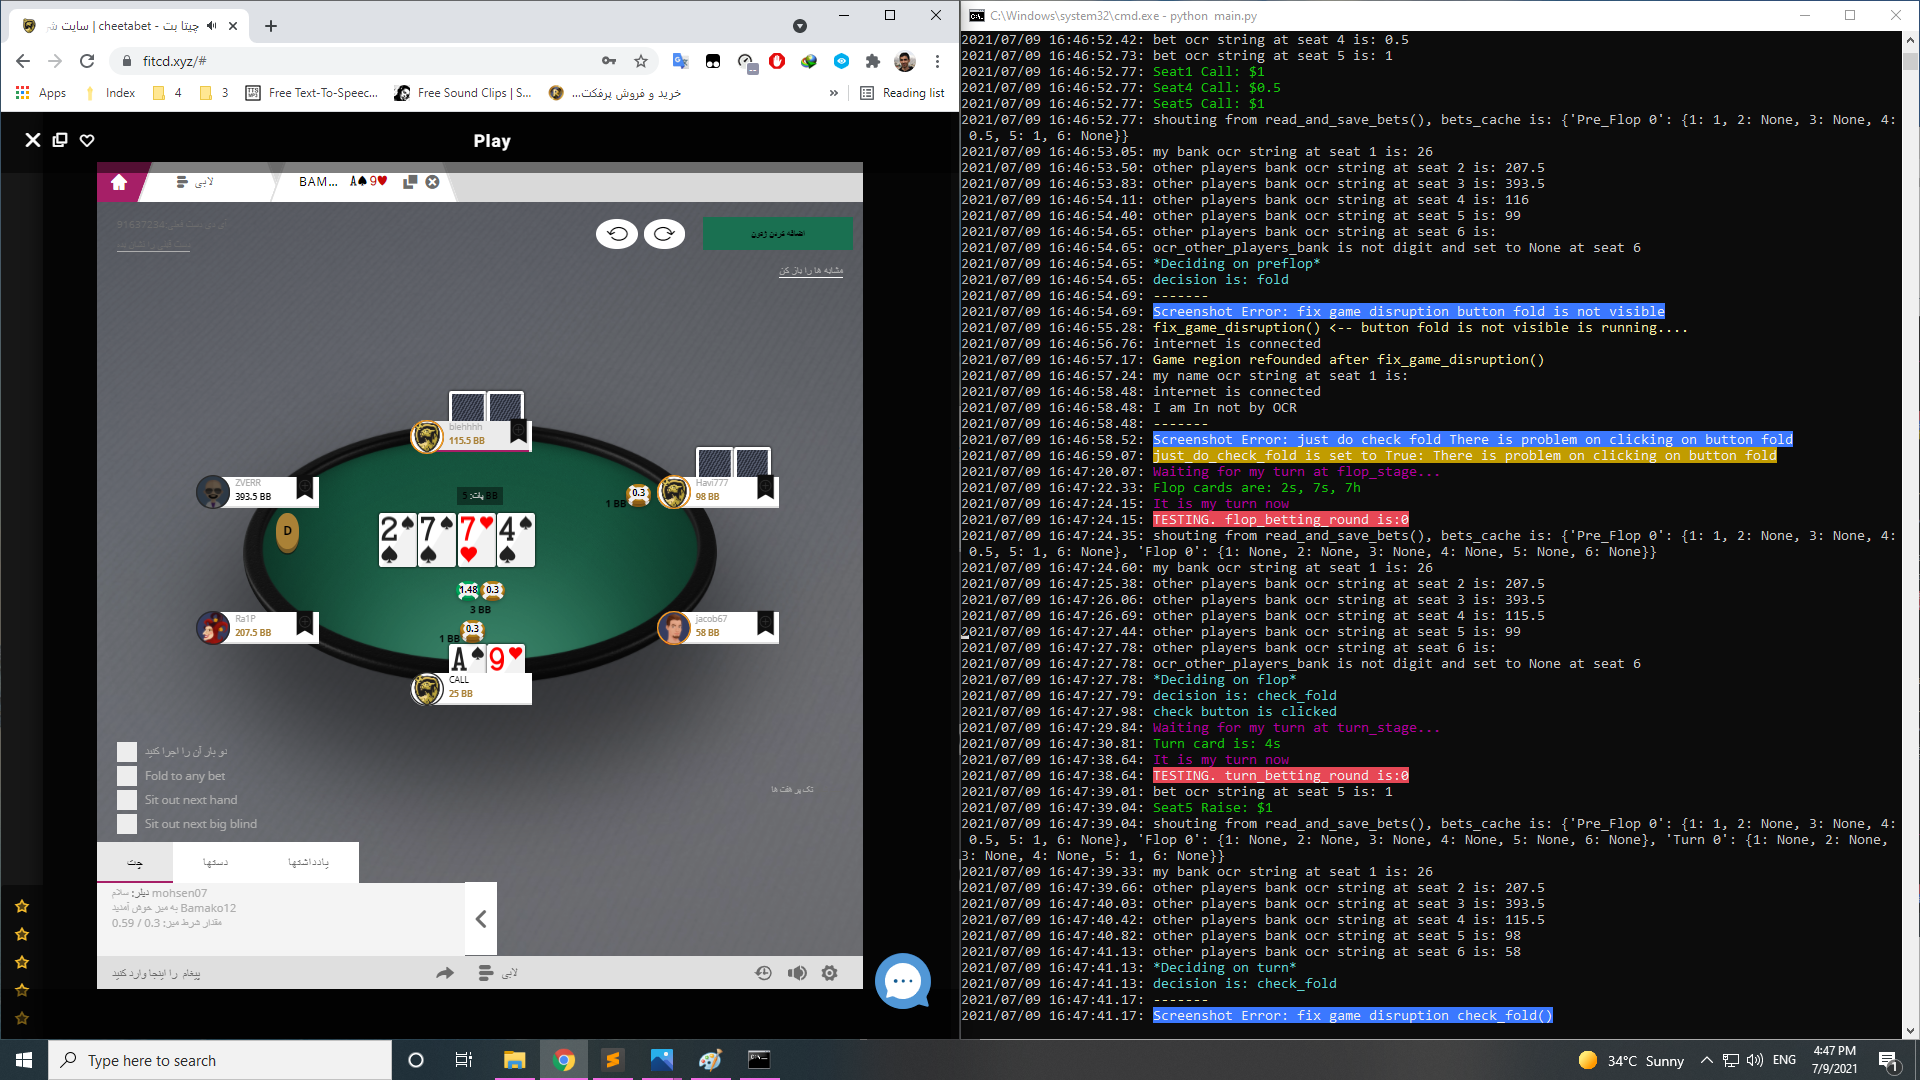 چیتا بت - cheetabet | سایت
fitcd.xyz/#
Apps
Index
4
3
Free Text-To-Speec...
Free Sound Clips | S...
خرید و فروش پرفکت...
»
Reading list
Play
لابی
BAM... A♠9♥
اضافه کردن ژتون
مشابه ها را باز کن
blehhhh
115.5 BB
ZVERR
393.5 BB
Havi777
98 BB
0.3
1 BB
پات: 5 BB
D
2 7 7 4
1.48 0.3
3 BB
Ra1P
207.5 BB
jacob67
58 BB
0.3
1 BB
A 9
CALL
25 BB
دو بار آن را اجرا کنید
Fold to any bet
Sit out next hand
Sit out next big blind
تک پر هفت ها
چت
دستها
یادداشتها
دیلر: سلام mohsen07
به میز خوش آمدید Bamako12
مقدار شرط میز: 0.3 / 0.59
پیغام را اینجا وارد کنید
لابی
C:\Windows\system32\cmd.exe - python main.py
2021/07/09 16:46:52.42: bet ocr string at seat 4 is: 0.5
2021/07/09 16:46:52.73: bet ocr string at seat 5 is: 1
2021/07/09 16:46:52.77: Seat1 Call: $1
2021/07/09 16:46:52.77: Seat4 Call: $0.5
2021/07/09 16:46:52.77: Seat5 Call: $1
2021/07/09 16:46:52.77: shouting from read_and_save_bets(), bets_cache is: {'Pre_Flop 0': {1: 1, 2: None, 3: None, 4:
0.5, 5: 1, 6: None}}
2021/07/09 16:46:53.05: my bank ocr string at seat 1 is: 26
2021/07/09 16:46:53.50: other players bank ocr string at seat 2 is: 207.5
2021/07/09 16:46:53.83: other players bank ocr string at seat 3 is: 393.5
2021/07/09 16:46:54.11: other players bank ocr string at seat 4 is: 116
2021/07/09 16:46:54.40: other players bank ocr string at seat 5 is: 99
2021/07/09 16:46:54.65: other players bank ocr string at seat 6 is:
2021/07/09 16:46:54.65: ocr_other_players_bank is not digit and set to None at seat 6
2021/07/09 16:46:54.65: *Deciding on preflop*
2021/07/09 16:46:54.65: decision is: fold
2021/07/09 16:46:54.69: -------
2021/07/09 16:46:54.69: Screenshot Error: fix game disruption button fold is not visible
2021/07/09 16:46:55.28: fix_game_disruption() <-- button fold is not visible is running....
2021/07/09 16:46:56.76: internet is connected
2021/07/09 16:46:57.17: Game region refounded after fix_game_disruption()
2021/07/09 16:46:57.24: my name ocr string at seat 1 is:
2021/07/09 16:46:58.48: internet is connected
2021/07/09 16:46:58.48: I am In not by OCR
2021/07/09 16:46:58.48: -------
2021/07/09 16:46:58.52: Screenshot Error: just do check fold There is problem on clicking on button fold
2021/07/09 16:46:59.07: just_do_check_fold is set to True: There is problem on clicking on button fold
2021/07/09 16:47:20.07: Waiting for my turn at flop_stage...
2021/07/09 16:47:22.33: Flop cards are: 2s, 7s, 7h
2021/07/09 16:47:24.15: It is my turn now
2021/07/09 16:47:24.15: TESTING. flop_betting_round is:0
2021/07/09 16:47:24.35: shouting from read_and_save_bets(), bets_cache is: {'Pre_Flop 0': {1: 1, 2: None, 3: None, 4:
0.5, 5: 1, 6: None}, 'Flop 0': {1: None, 2: None, 3: None, 4: None, 5: None, 6: None}}
2021/07/09 16:47:24.60: my bank ocr string at seat 1 is: 26
2021/07/09 16:47:25.38: other players bank ocr string at seat 2 is: 207.5
2021/07/09 16:47:26.06: other players bank ocr string at seat 3 is: 393.5
2021/07/09 16:47:26.69: other players bank ocr string at seat 4 is: 115.5
2021/07/09 16:47:27.44: other players bank ocr string at seat 5 is: 99
2021/07/09 16:47:27.78: other players bank ocr string at seat 6 is:
2021/07/09 16:47:27.78: ocr_other_players_bank is not digit and set to None at seat 6
2021/07/09 16:47:27.78: *Deciding on flop*
2021/07/09 16:47:27.79: decision is: check_fold
2021/07/09 16:47:27.98: check button is clicked
2021/07/09 16:47:29.84: Waiting for my turn at turn_stage...
2021/07/09 16:47:30.81: Turn card is: 4s
2021/07/09 16:47:38.64: It is my turn now
2021/07/09 16:47:38.64: TESTING. turn_betting_round is:0
2021/07/09 16:47:39.01: bet ocr string at seat 5 is: 1
2021/07/09 16:47:39.04: Seat5 Raise: $1
2021/07/09 16:47:39.04: shouting from read_and_save_bets(), bets_cache is: {'Pre_Flop 0': {1: 1, 2: None, 3: None, 4:
0.5, 5: 1, 6: None}, 'Flop 0': {1: None, 2: None, 3: None, 4: None, 5: None, 6: None}, 'Turn 0': {1: None, 2: None,
3: None, 4: None, 5: 1, 6: None}}
2021/07/09 16:47:39.33: my bank ocr string at seat 1 is: 26
2021/07/09 16:47:39.66: other players bank ocr string at seat 2 is: 207.5
2021/07/09 16:47:40.03: other players bank ocr string at seat 3 is: 393.5
2021/07/09 16:47:40.42: other players bank ocr string at seat 4 is: 115.5
2021/07/09 16:47:40.82: other players bank ocr string at seat 5 is: 98
2021/07/09 16:47:41.13: other players bank ocr string at seat 6 is: 58
2021/07/09 16:47:41.13: *Deciding on turn*
2021/07/09 16:47:41.13: decision is: check_fold
2021/07/09 16:47:41.17: -------
2021/07/09 16:47:41.17: Screenshot Error: fix game disruption check_fold()
Type here to search
34°C Sunny
ENG
4:47 PM
7/9/2021
1